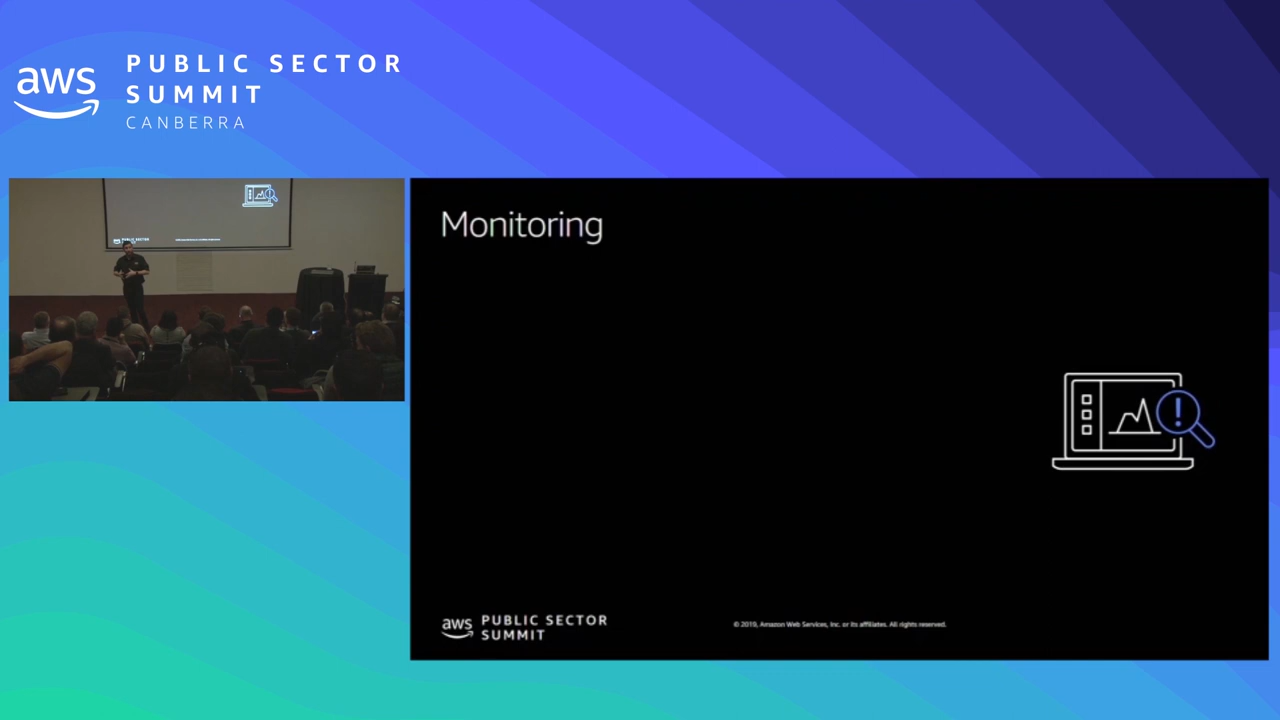 aws
PUBLIC SECTOR
SUMMIT
CANBERRA
Monitoring
aws
PUBLIC SECTOR
SUMMIT
© 2019, Amazon Web Services, Inc. or its affiliates. All rights reserved.